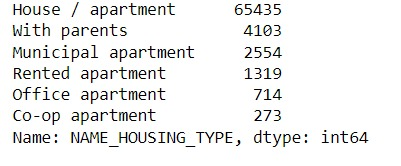 House / apartment      65435
With parents            4103
Municipal apartment     2554
Rented apartment        1319
Office apartment         714
Co-op apartment          273
Name: NAME_HOUSING_TYPE, dtype: int64